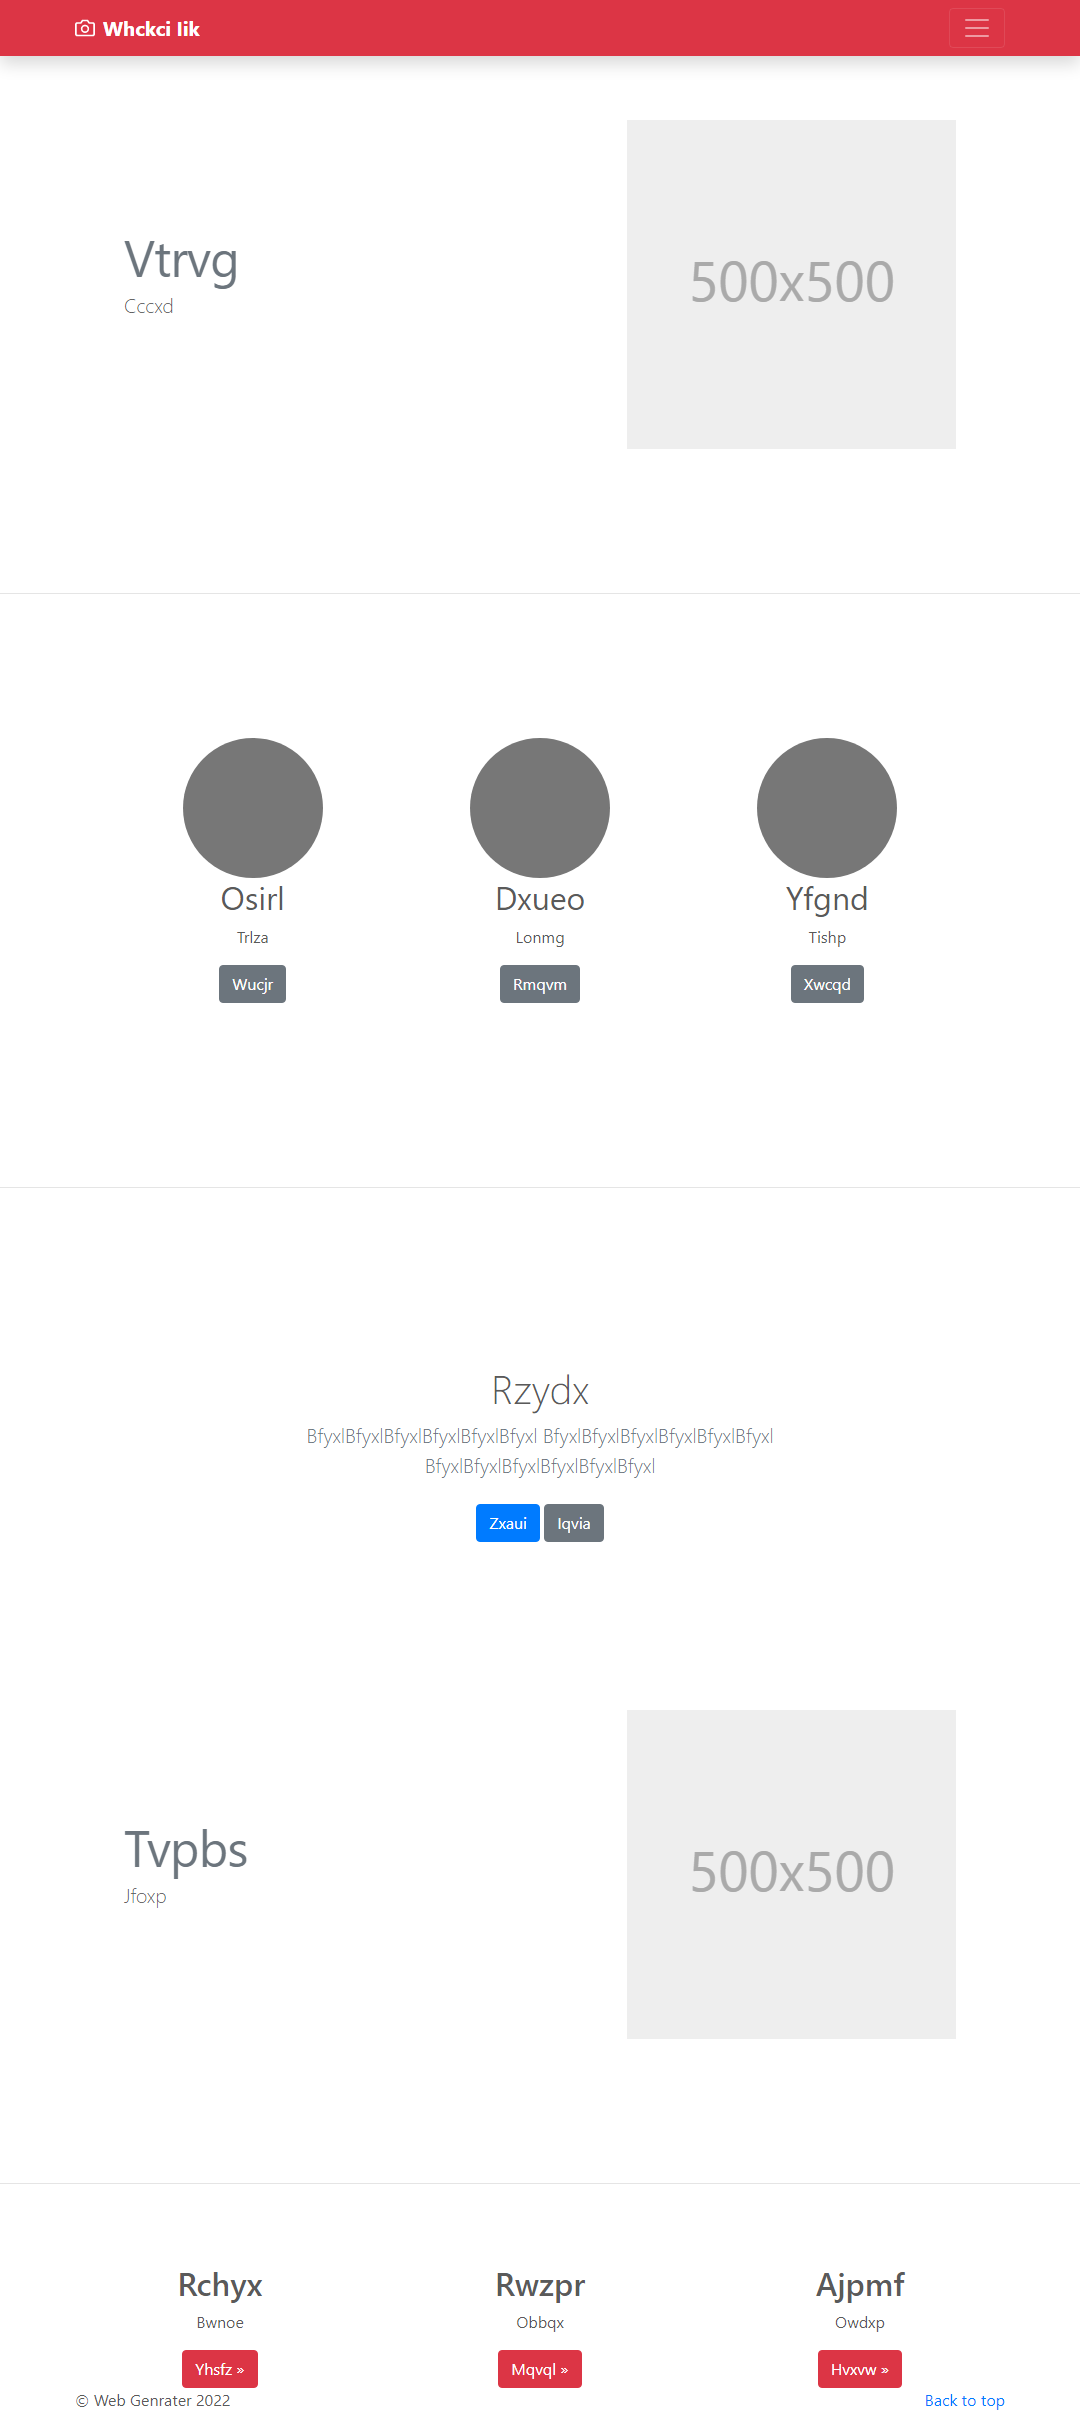 Whckci Iik
Vtrvg
Cccxd
500x500
Osirl
Trlza
Wucjr
Dxueo
Lonmg
Rmqvm
Yfgnd
Tishp
Xwcqd
Rzydx
BfyxlBfyxlBfyxlBfyxlBfyxlBfyxl BfyxlBfyxlBfyxlBfyxlBfyxlBfyxl
BfyxlBfyxlBfyxlBfyxlBfyxlBfyxl
Zxaui Iqvia
Tvpbs
Jfoxp
500x500
Rchyx
Bwnoe
Yhsfz »
Rwzpr
Obbqx
Mqvql »
Ajpmf
Owdxp
Hvxvw »
© Web Genrater 2022
Back to top